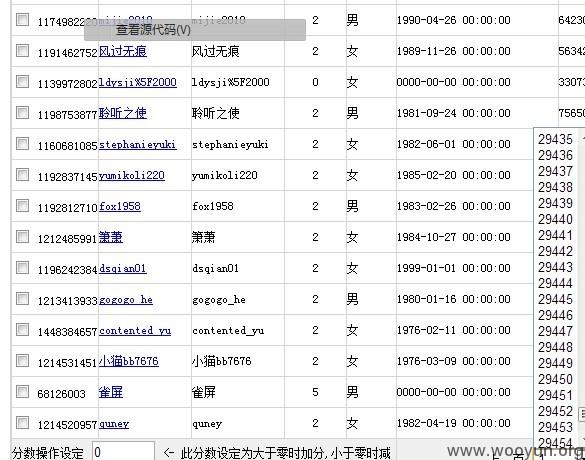 1174982220 mijie2010 mijie2010 2 男 1990-04-26 00:00:00 64230
查看源代码(V)
1191462752 风过无痕 风过无痕 2 女 1989-11-26 00:00:00 56342
1139972802 ldysji%5F2000 ldysji%5F2000 0 女 0000-00-00 00:00:00 33073
1198753877 聆听之使 聆听之使 2 男 1981-09-24 00:00:00 75650
1160681085 stephanieyuki stephanieyuki 2 女 1982-06-01 00:00:00
1192837145 yumikoli220 yumikoli220 2 女 1985-02-20 00:00:00
1192812710 fox1958 fox1958 2 男 1983-02-26 00:00:00
1212485991 箫萧 箫萧 2 女 1984-10-27 00:00:00
1196242384 dsqian01 dsqian01 2 女 1999-01-01 00:00:00
1213413933 gogogo_he gogogo_he 2 男 1980-01-16 00:00:00
1448384657 contented_yu contented_yu 2 女 1976-02-11 00:00:00
1214531451 小猫bb7676 小猫bb7676 2 女 1976-03-09 00:00:00
68126003 雀屏 雀屏 5 男 0000-00-00 00:00:00
1214520957 quney quney 2 女 1982-04-19 00:00:00
29435
29436
29437
29438
29439
29440
29441
29442
29443
29444
29445
29446
29447
29448
29449
29450
29451
29452
29453
29454
分数操作设定 0 <- 此分数设定为大于零时加分,小于零时减
www.wooyun.org